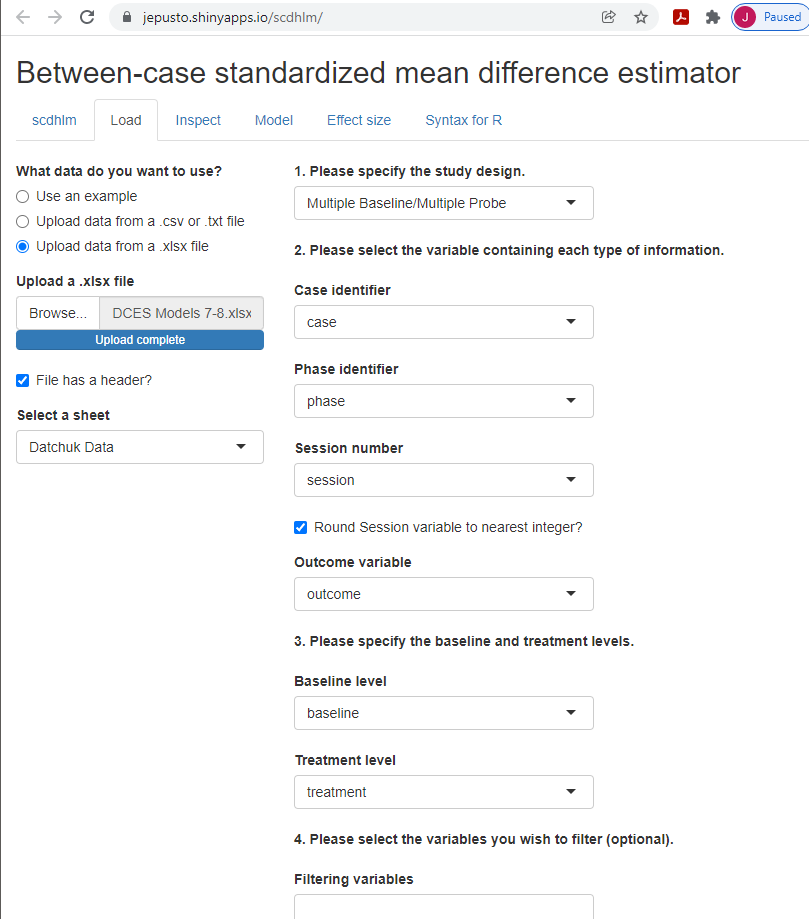 jepusto.shinyapps.io/scdhlm/
J
Paused
Between-case standardized mean difference estimator
scdhlm
Load
Inspect
Model
Effect size
Syntax for R
What data do you want to use?
Use an example
Upload data from a .csv or .txt file
Upload data from a .xlsx file
Upload a .xlsx file
Browse...
DCES Models 7-8.xlsx
Upload complete
File has a header?
Select a sheet
Datchuk Data
1. Please specify the study design.
Multiple Baseline/Multiple Probe
2. Please select the variable containing each type of information.
Case identifier
case
Phase identifier
phase
Session number
session
Round Session variable to nearest integer?
Outcome variable
outcome
3. Please specify the baseline and treatment levels.
Baseline level
baseline
Treatment level
treatment
4. Please select the variables you wish to filter (optional).
Filtering variables